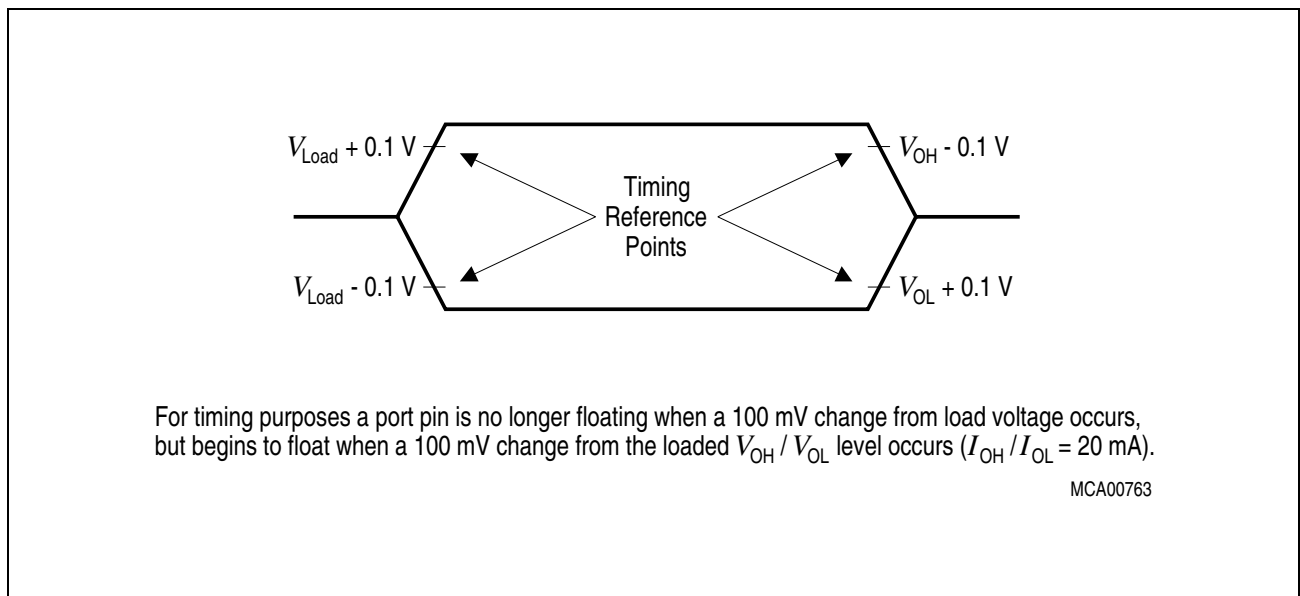 VLoad + 0.1 V
VOH - 0.1 V
Timing
Reference
Points
VLoad - 0.1 V
VOL + 0.1 V
For timing purposes a port pin is no longer floating when a 100 mV change from load voltage occurs,
but begins to float when a 100 mV change from the loaded VOH / VOL level occurs (IOH / IOL = 20 mA).
MCA00763